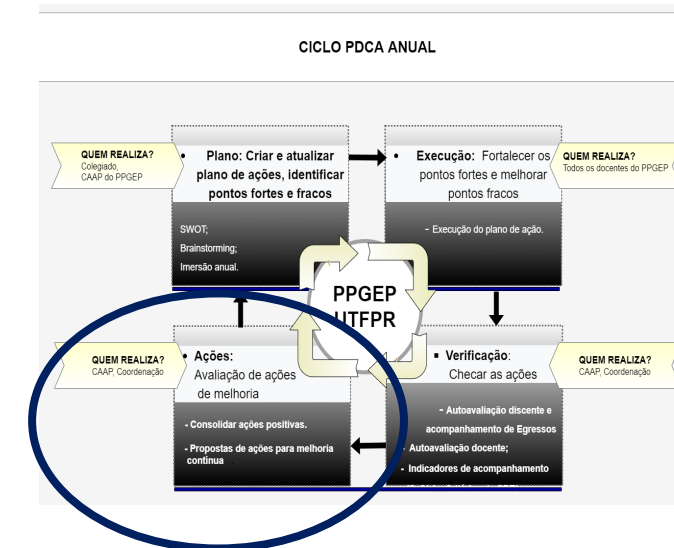 CICLO PDCA ANUAL
QUEM REALIZA?
Colegiado,
CAAP do PPGEP
• Plano: Criar e atualizar
plano de ações, identificar
pontos fortes e fracos
SWOT;
Brainstorming;
Imersão anual.
• Execução: Fortalecer os
pontos fortes e melhorar
pontos fracos
- Execução do plano de ação.
QUEM REALIZA?
Todos os docentes do PPGEP
PPGEP
UTFPR
QUEM REALIZA?
CAAP, Coordenação
• Ações:
Avaliação de ações
de melhoria
- Consolidar ações positivas.
- Propostas de ações para melhoria
contínua
▪ Verificação:
Checar as ações
- Autoavaliação discente e
acompanhamento de Egressos
- Autoavaliação docente;
- Indicadores de acompanhamento
QUEM REALIZA?
CAAP, Coordenação